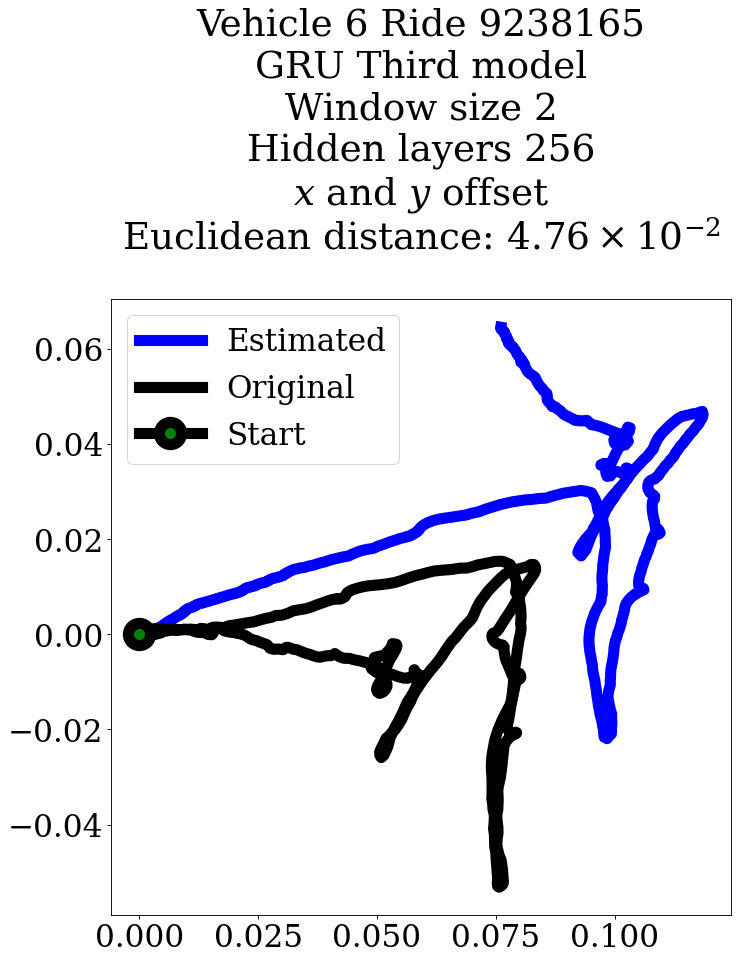 Vehicle 6 Ride 9238165
GRU Third model
Window size 2
Hidden layers 256
x and y offset
Euclidean distance: 4.76 × 10⁻²
Estimated
Original
Start
0.06
0.04
0.02
0.00
−0.02
−0.04
0.000 0.025 0.050 0.075 0.100